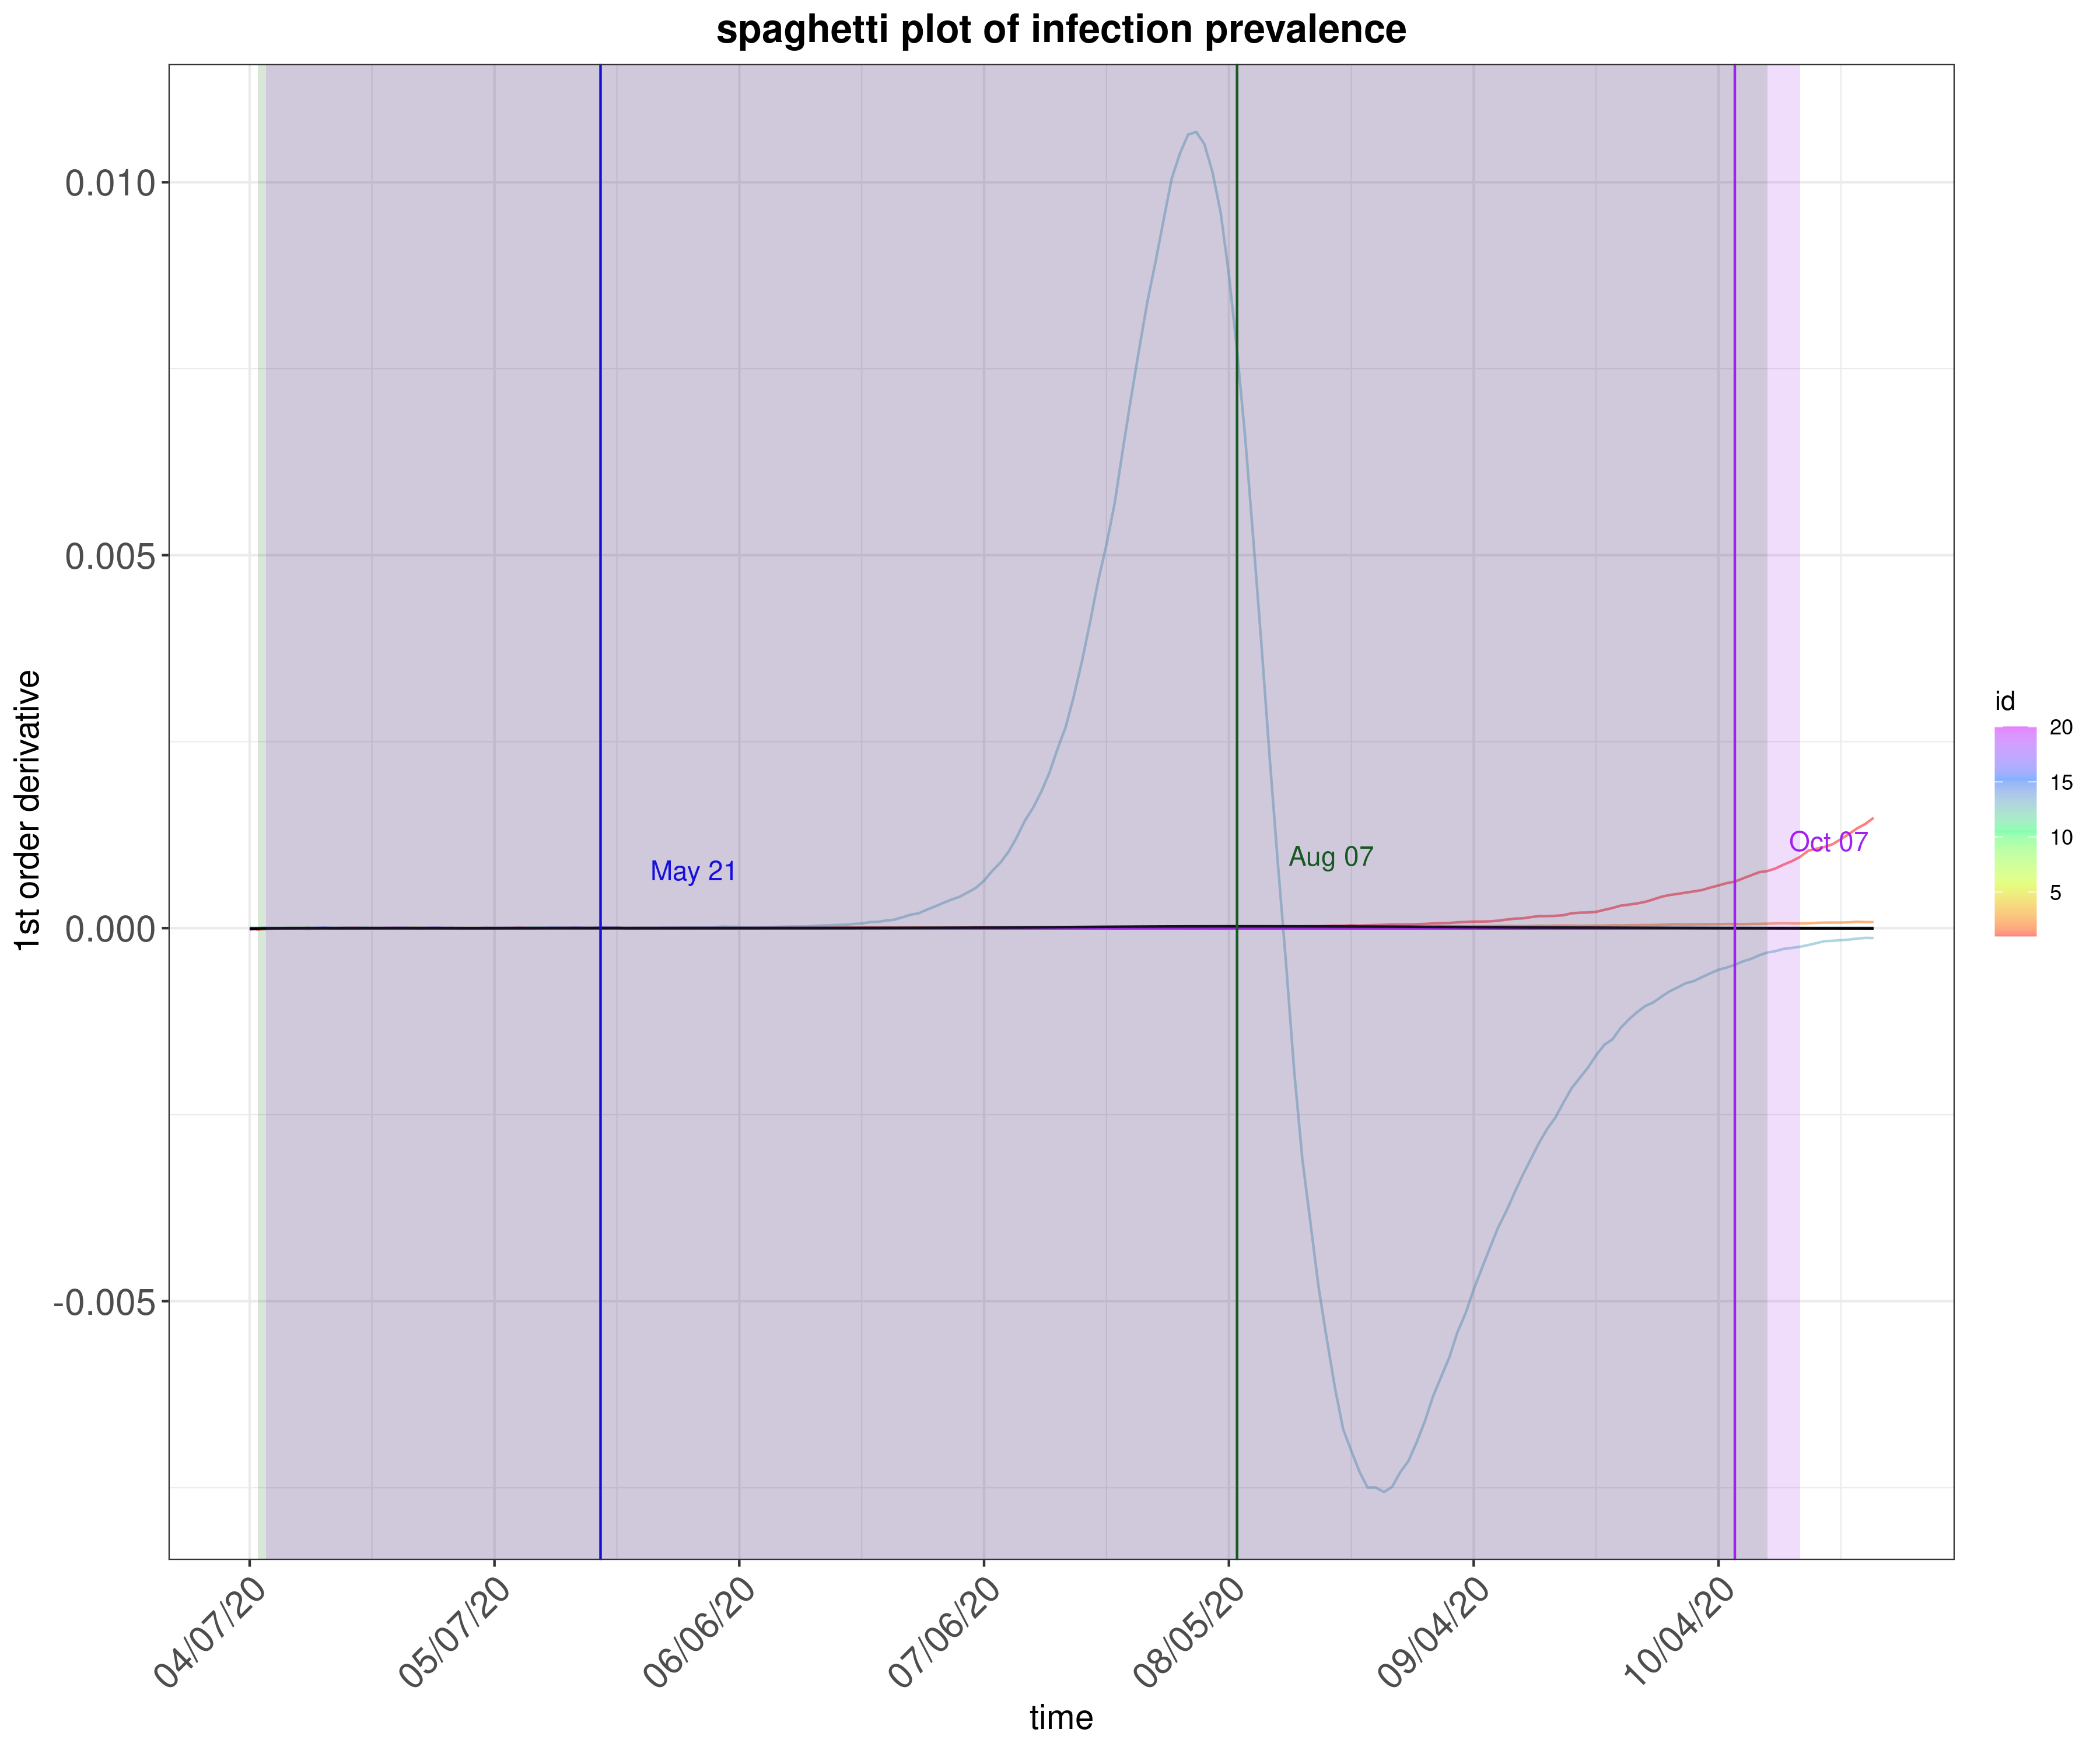 spaghetti plot of infection prevalence
1st order derivative
0.010
0.005
0.000
-0.005
May 21
Aug 07
Oct 07
04/07/20
05/07/20
06/06/20
07/06/20
08/05/20
09/04/20
10/04/20
time
id
20
15
10
5